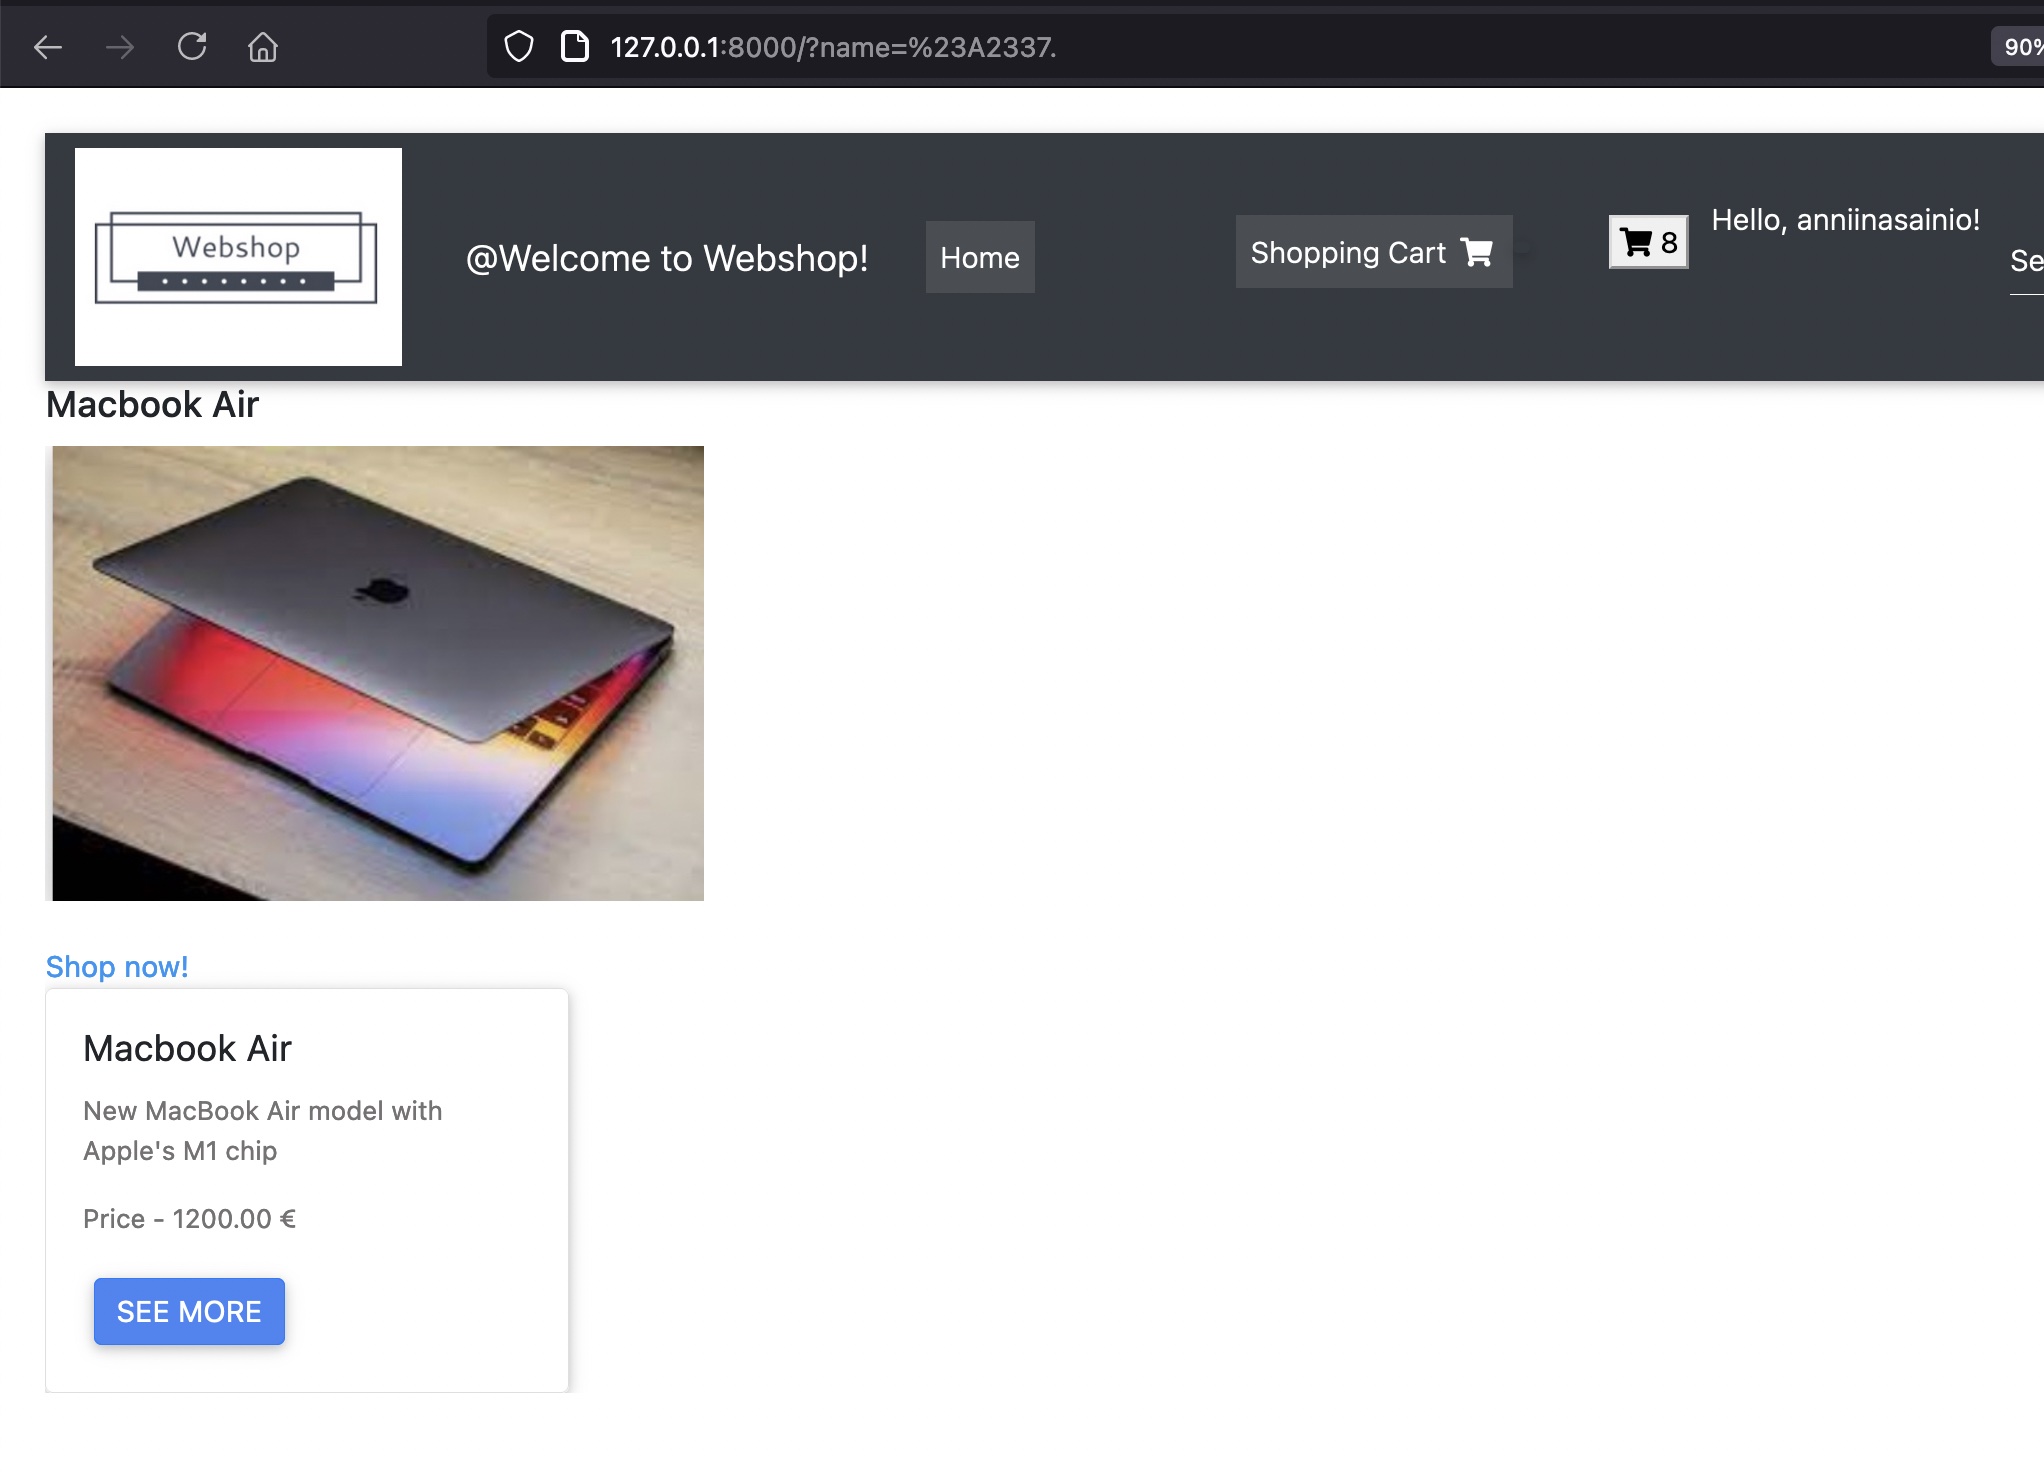 127.0.0.1:8000/?name=%23A2337.
90%
Webshop
@Welcome to Webshop!
Home
Shopping Cart
8
Hello, anniinasainio!
Se
Macbook Air
Shop now!
Macbook Air
New MacBook Air model with
Apple's M1 chip
Price - 1200.00 €
SEE MORE